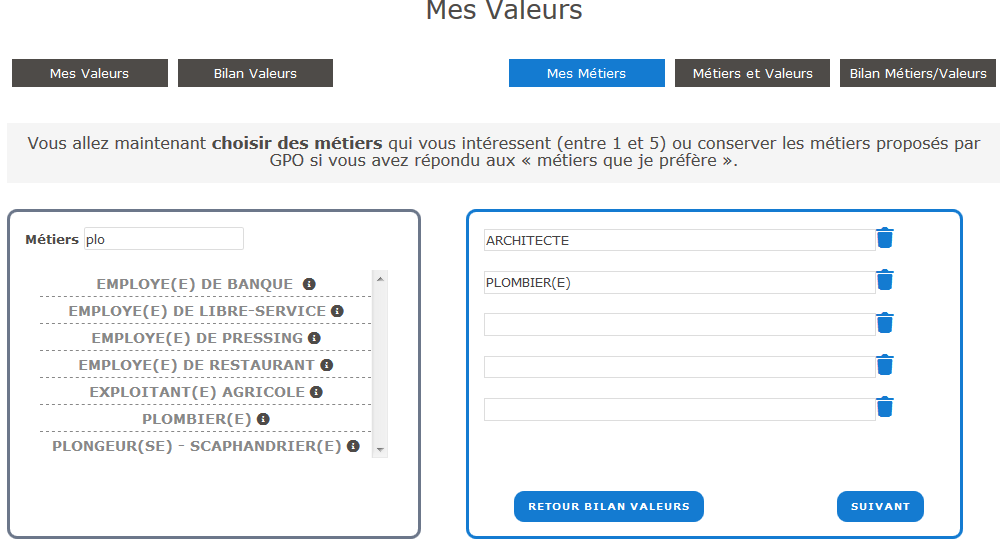 Mes Valeurs
Mes Valeurs
Bilan Valeurs
Mes Métiers
Métiers et Valeurs
Bilan Métiers/Valeurs
Vous allez maintenant choisir des métiers qui vous intéressent (entre 1 et 5) ou conserver les métiers proposés par
GPO si vous avez répondu aux « métiers que je préfère ».
Métiers plo
EMPLOYE(E) DE BANQUE
EMPLOYE(E) DE LIBRE-SERVICE
EMPLOYE(E) DE PRESSING
EMPLOYE(E) DE RESTAURANT
EXPLOITANT(E) AGRICOLE
PLOMBIER(E)
PLONGEUR(SE) - SCAPHANDRIER(E)
ARCHITECTE
PLOMBIER(E)
RETOUR BILAN VALEURS
SUIVANT